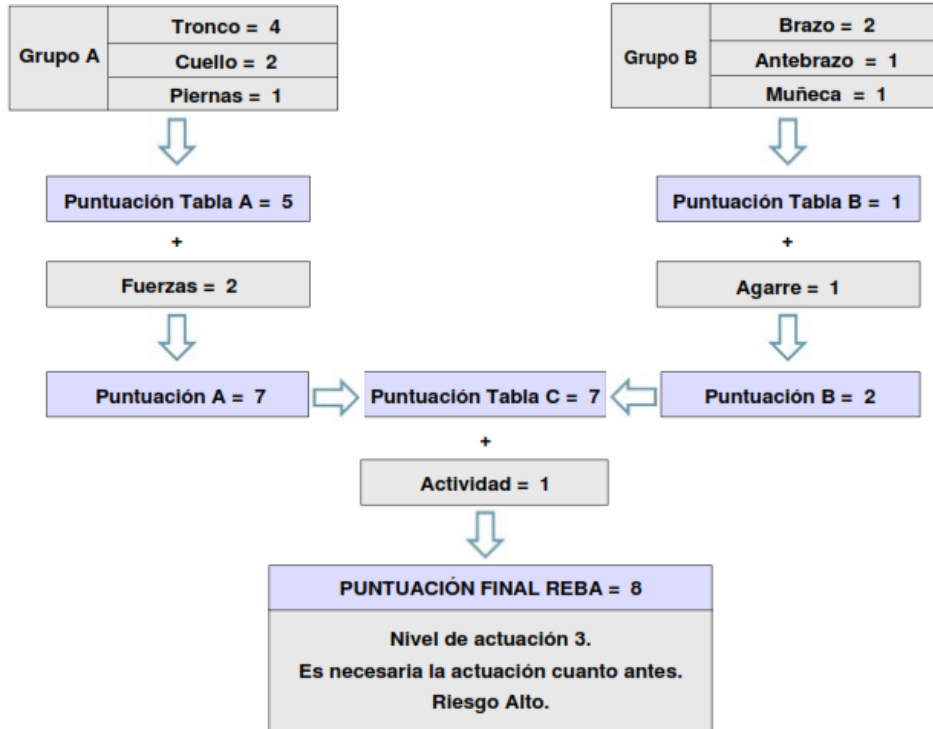 Grupo A
Tronco = 4
Cuello = 2
Piernas = 1
Grupo B
Brazo = 2
Antebrazo = 1
Muñeca = 1
Puntuación Tabla A = 5
Puntuación Tabla B = 1
+
+
Fuerzas = 2
Agarre = 1
Puntuación A = 7
Puntuación Tabla C = 7
Puntuación B = 2
+
Actividad = 1
PUNTUACIÓN FINAL REBA = 8
Nivel de actuación 3.
Es necesaria la actuación cuanto antes.
Riesgo Alto.